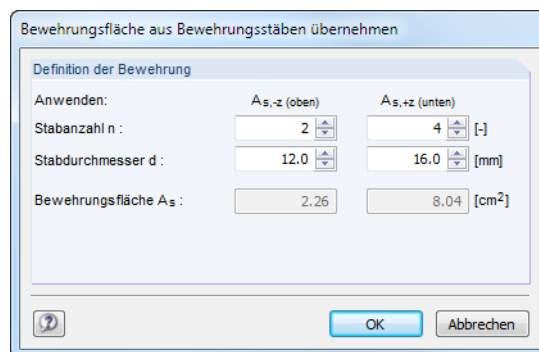 Bewehrungsfläche aus Bewehrungsstäben übernehmen
Definition der Bewehrung
Anwenden: As,-z (oben) As,+z (unten)
Stabanzahl n : 2 4 [-]
Stabdurchmesser d : 12.0 16.0 [mm]
Bewehrungsfläche As : 2.26 8.04 [cm2]
OK Abbrechen